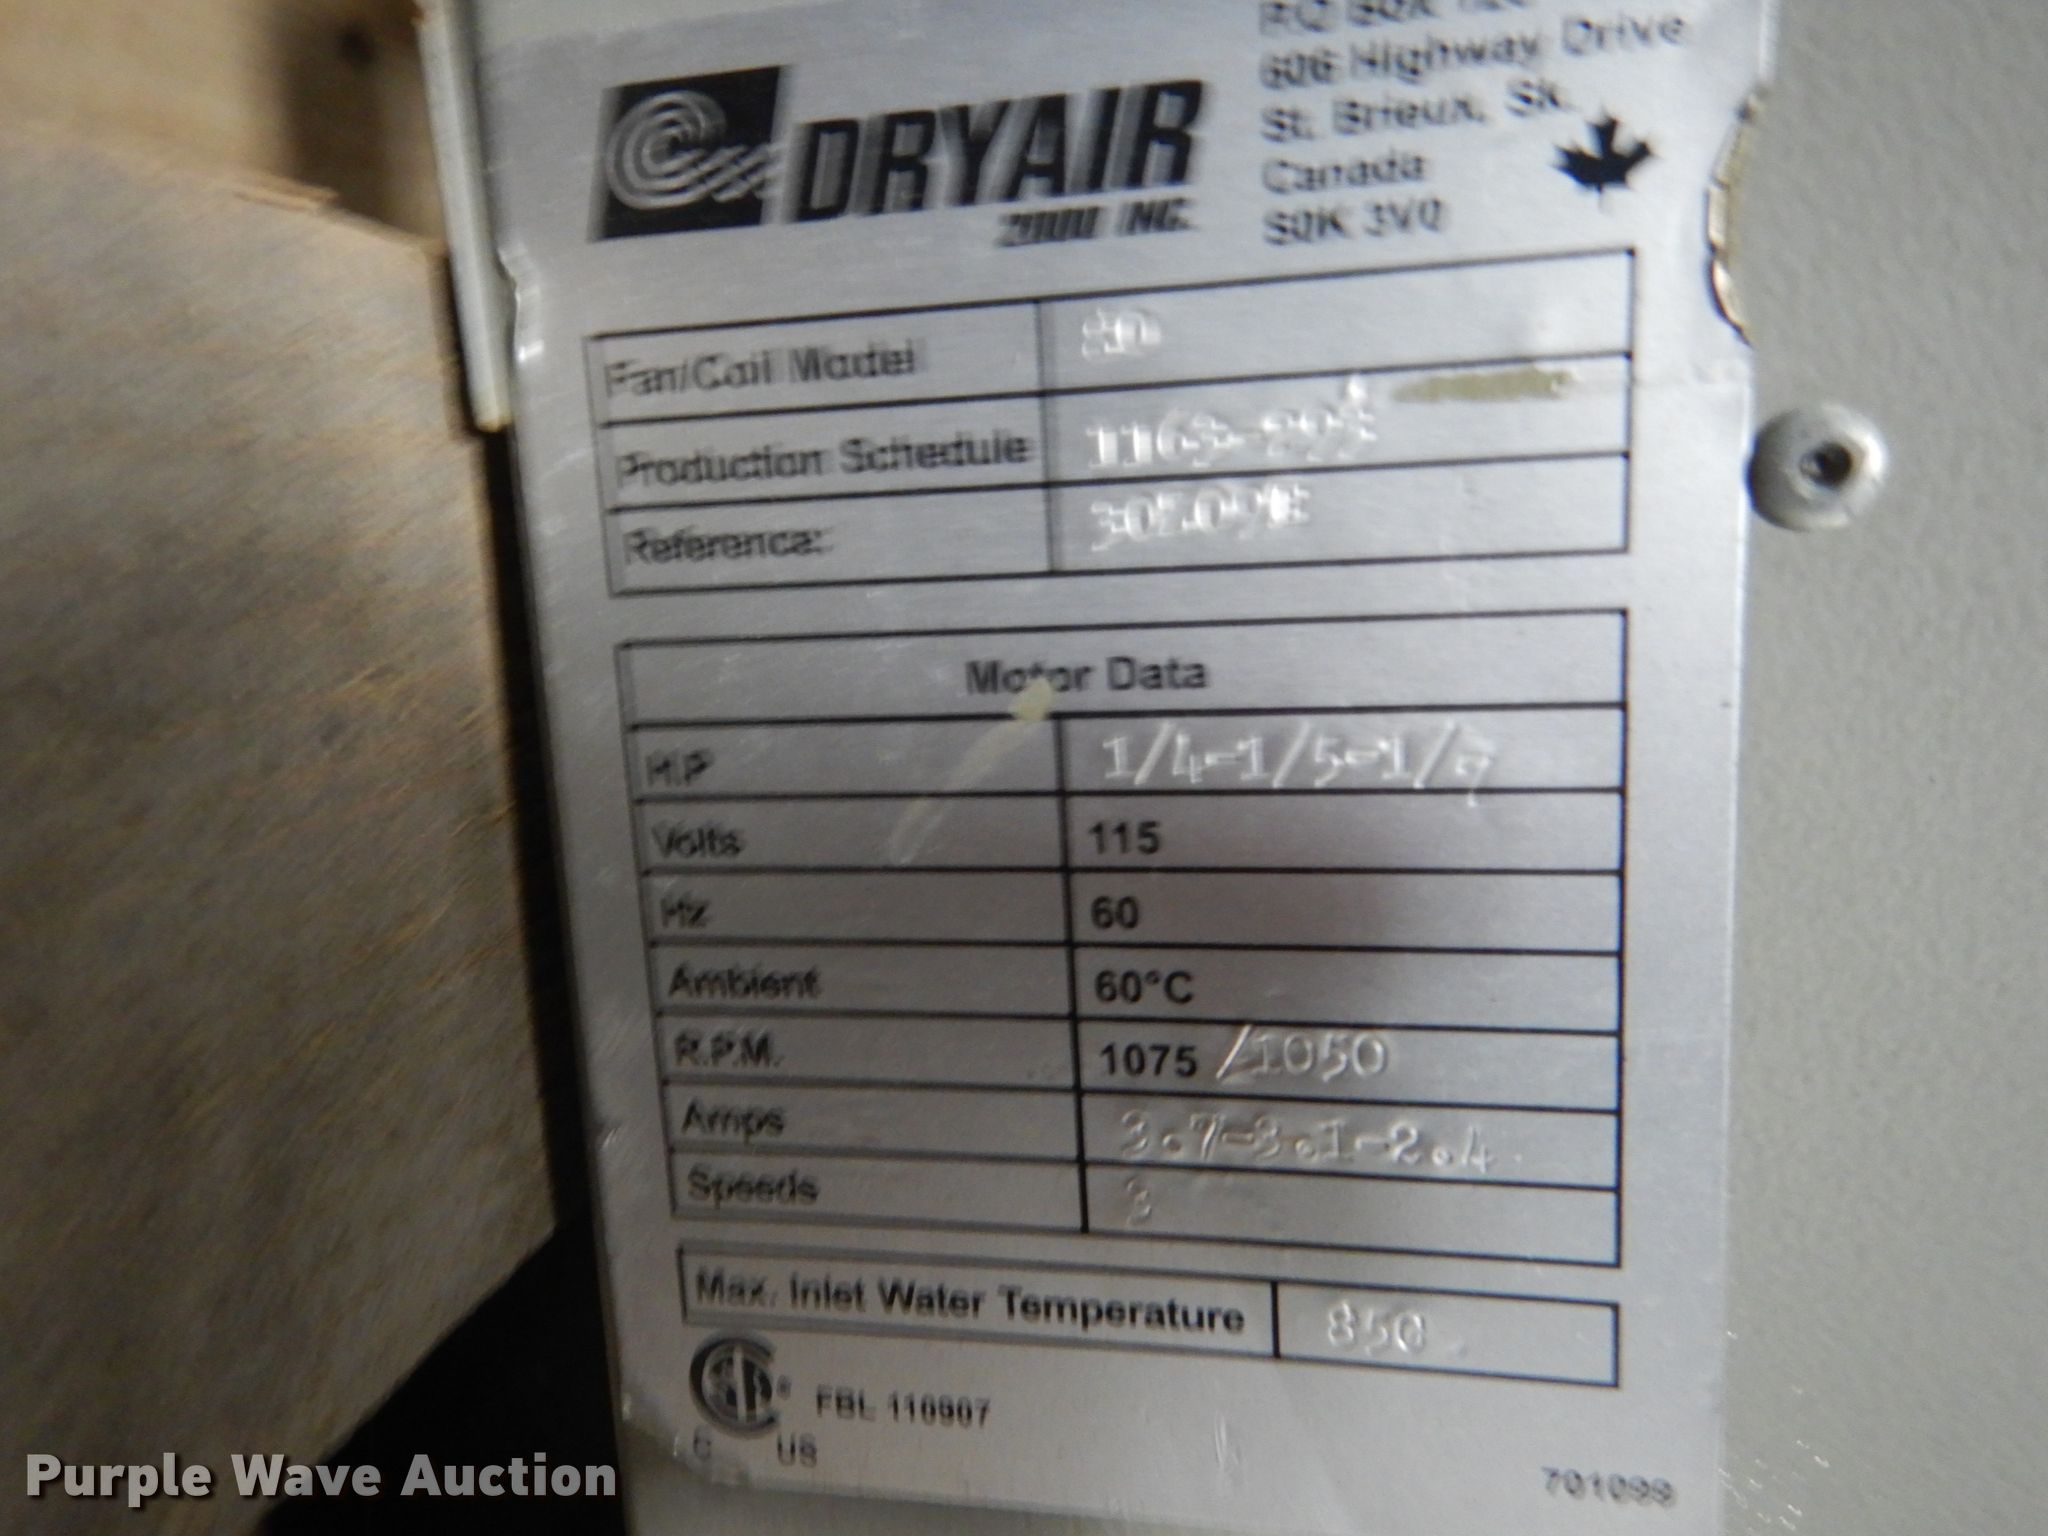 DRYAIR
2000 INC.
606 Highway Drive
St. Brieux, Sk.
Canada
S0K 3V0
Fan/Coil Model 80
Production Schedule
Reference:
Motor Data
H.P 1/4-1/5-1/7
Volts 115
Hz 60
Ambient 60°C
R.P.M. 1075 /1050
Amps 3.7-3.1-2.4
Speeds 3
Max. Inlet Water Temperature 850
FBL 110907
C US
701099
Purple Wave Auction